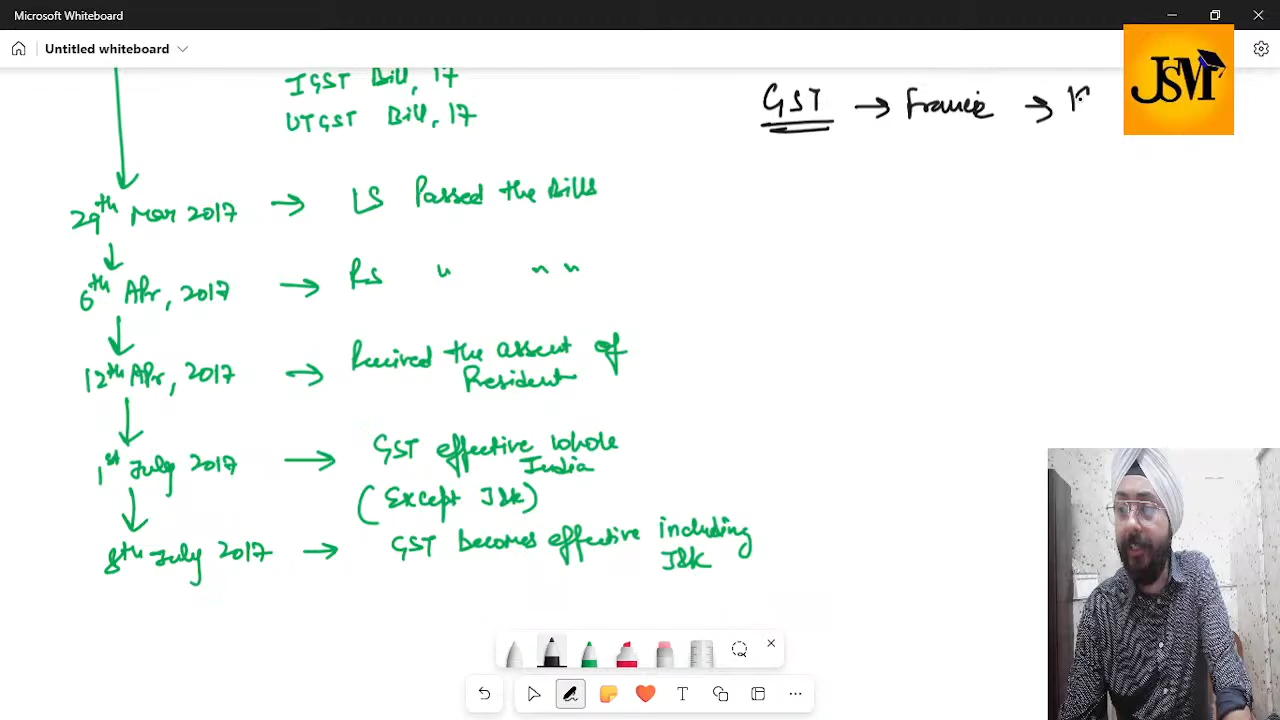 Microsoft Whiteboard
Untitled whiteboard
JSM
IGST Bill, 17
UTGST Bill, 17
GST → France →
29th Mar 2017 → LS Passed the Bills
6th Apr, 2017 → RS " " "
12th Apr, 2017 → Received the assent of
President
1st July 2017 → GST effective whole
India
(Except J&K)
8th July 2017 → GST becomes effective including
J&K